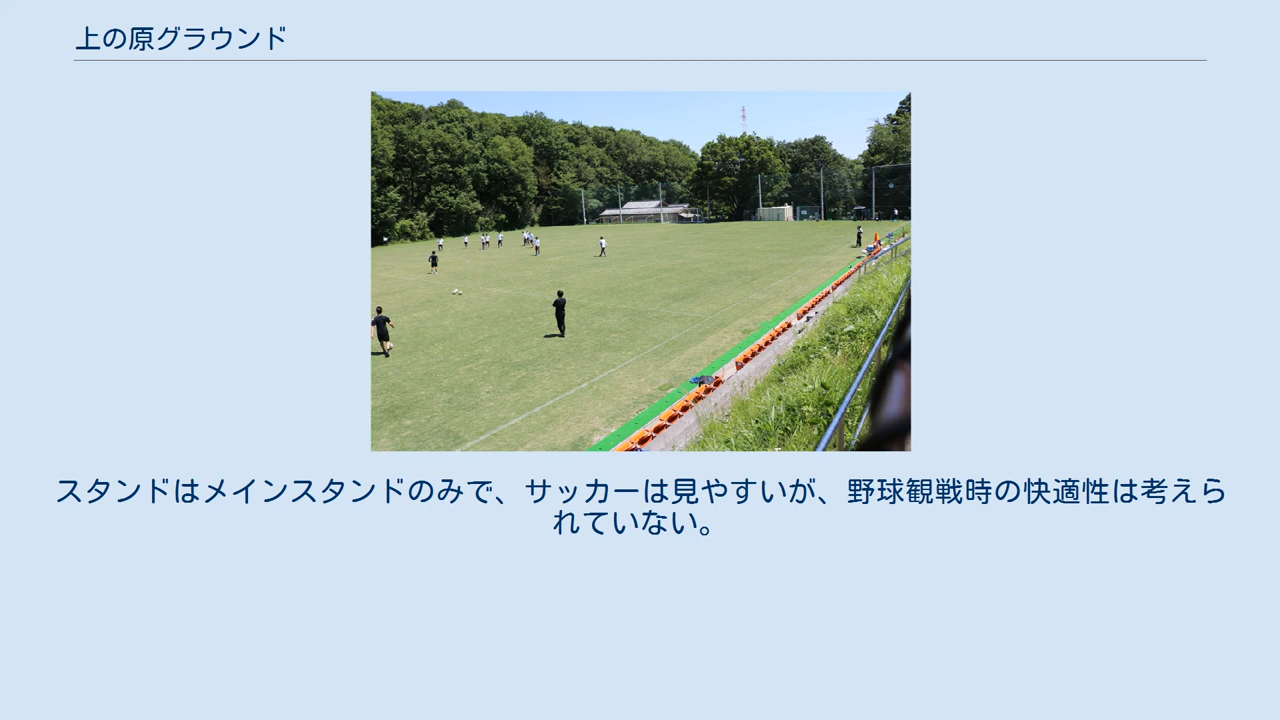 上の原グラウンド
スタンドはメインスタンドのみで、サッカーは見やすいが、野球観戦時の快適性は考えら
れていない。